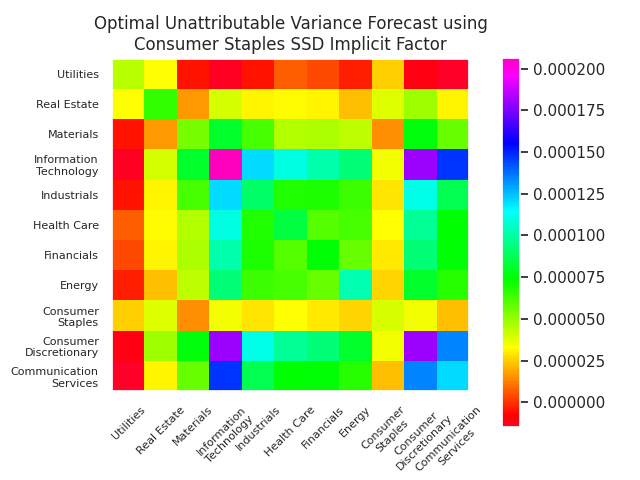 Optimal Unattributable Variance Forecast using
Consumer Staples SSD Implicit Factor
Utilities
Real Estate
Materials
Information
Technology
Industrials
Health Care
Financials
Energy
Consumer
Staples
Consumer
Discretionary
Communication
Services
Utilities
Real Estate
Materials
Information
Technology
Industrials
Health Care
Financials
Energy
Consumer
Staples
Consumer
Discretionary
Communication
Services
0.000200
0.000175
0.000150
0.000125
0.000100
0.000075
0.000050
0.000025
0.000000